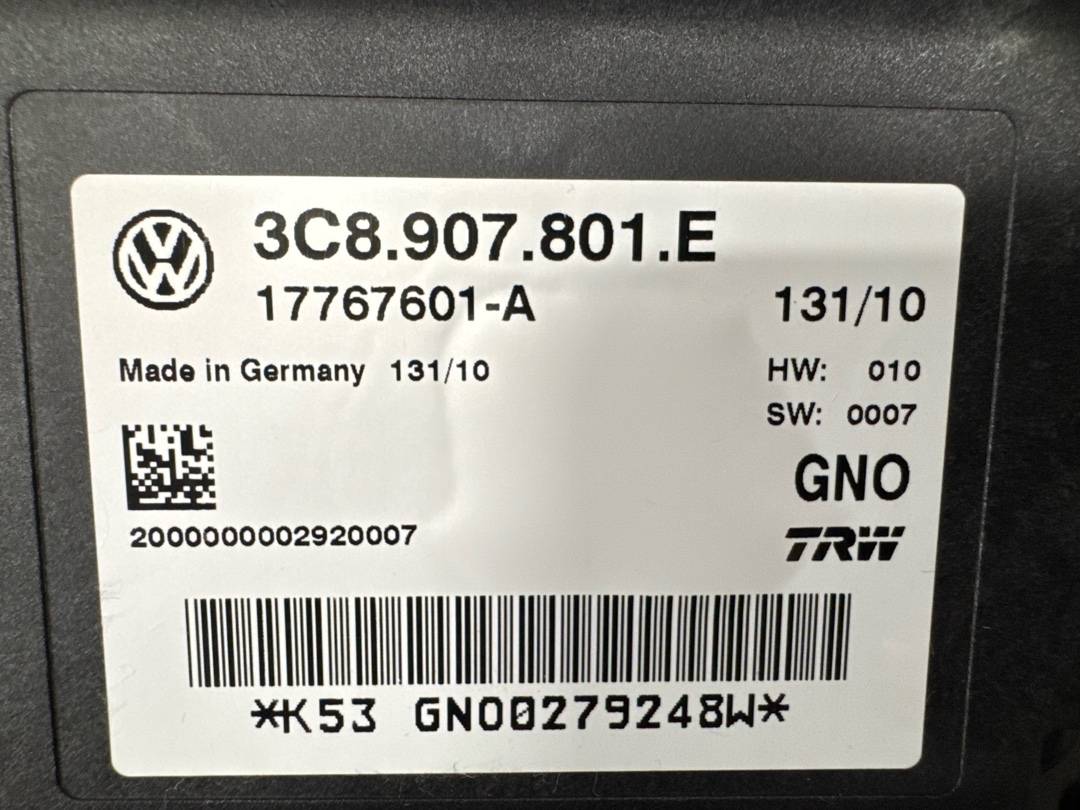 3C8.907.801.E
17767601-A 131/10
Made in Germany 131/10 HW: 010
SW: 0007
GNO
TRW
2000000002920007
*K53 GNO0279248W*